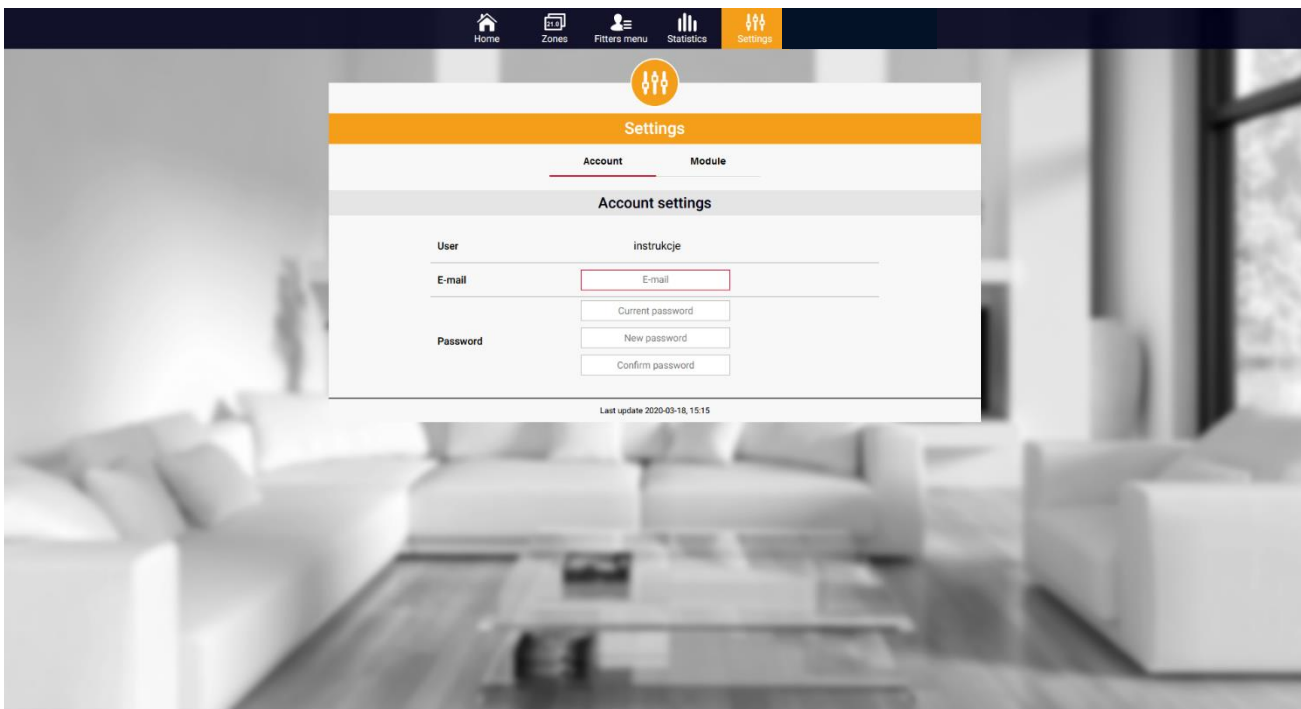 21.0
Home Zones Fitters menu Statistics Settings
Settings
Account Module
Account settings
User instrukcje
E-mail E-mail
Current password
Password New password
Confirm password
Last update 2020-03-18, 15:15